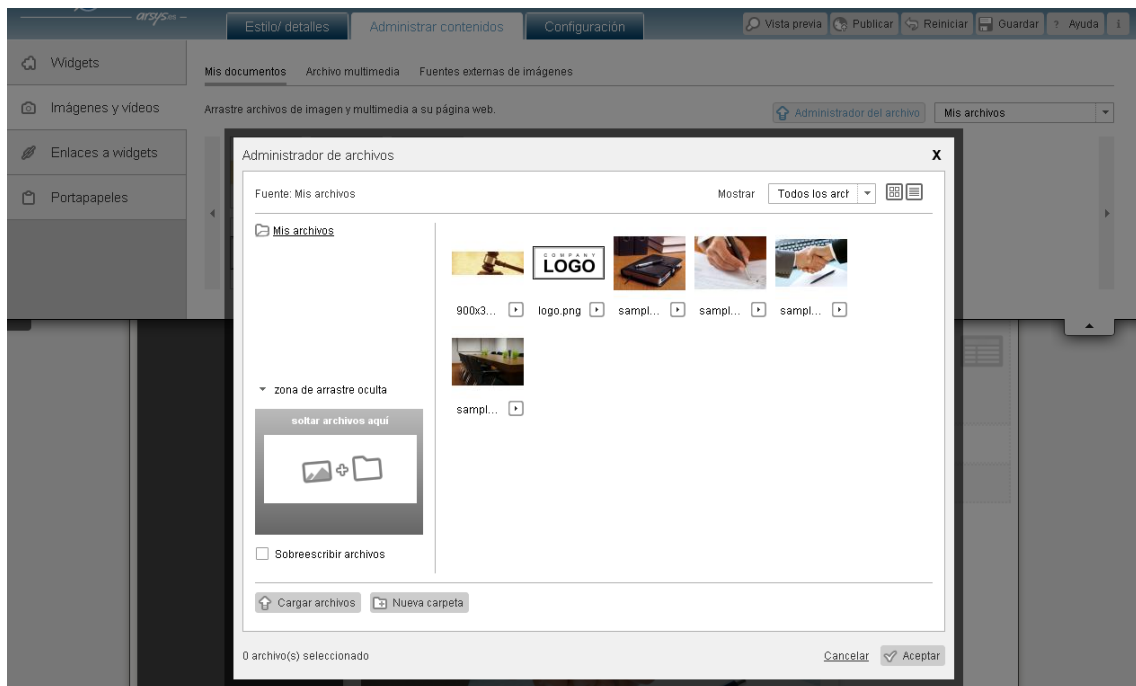 arsys.es
Estilo/ detalles
Administrar contenidos
Configuración
Vista previa
Publicar
Reiniciar
Guardar
? Ayuda
i
Widgets
Imágenes y vídeos
Enlaces a widgets
Portapapeles
Mis documentos
Archivo multimedia
Fuentes externas de imágenes
Arrastre archivos de imagen y multimedia a su página web.
Administrador del archivo
Mis archivos
Administrador de archivos
X
Fuente: Mis archivos
Mostrar
Todos los arch
Mis archivos
COMPANY
LOGO
900x3...
logo.png
sampl...
sampl...
sampl...
sampl...
zona de arrastre oculta
soltar archivos aquí
Sobreescribir archivos
Cargar archivos
Nueva carpeta
0 archivo(s) seleccionado
Cancelar
Aceptar